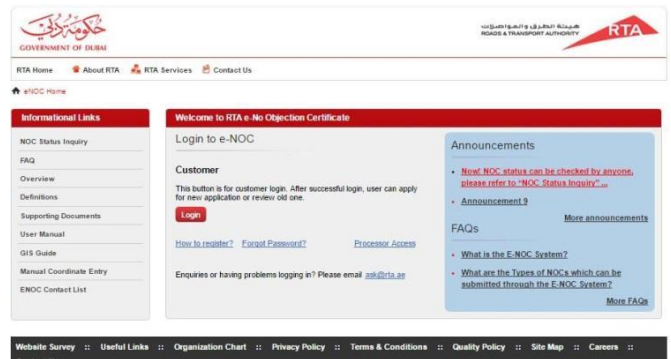 حكومة دبي
GOVERNMENT OF DUBAI
هيئة الطرق والمواصلات
ROADS & TRANSPORT AUTHORITY
RTA
RTA Home
About RTA
RTA Services
Contact Us
eNOC Home
Informational Links
NOC Status Inquiry
FAQ
Overview
Definitions
Supporting Documents
User Manual
GIS Guide
Manual Coordinate Entry
ENOC Contact List
Welcome to RTA e-No Objection Certificate
Login to e-NOC
Customer
This button is for customer login. After successful login, user can apply
for new application or review old one.
Login
How to register? Forgot Password? Processor Access
Enquiries or having problems logging in? Please email ask@rta.ae
Announcements
Now! NOC status can be checked by anyone,
please refer to "NOC Status Inquiry" ...
Announcement 9
More announcements
FAQs
What is the E-NOC System?
What are the Types of NOCs which can be
submitted through the E-NOC System?
More FAQs
Website Survey :: Useful Links :: Organization Chart :: Privacy Policy :: Terms & Conditions :: Quality Policy :: Site Map :: Careers ::